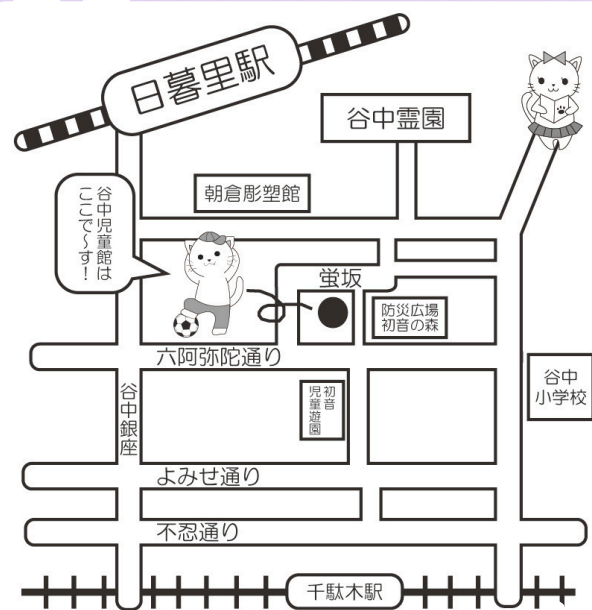 日暮里駅
谷中霊園
朝倉彫塑館
谷中児童館は
ここで〜す！
蛍坂
防災広場
初音の森
六阿弥陀通り
谷中
小学校
初音
児童遊園
谷中銀座
よみせ通り
不忍通り
千駄木駅